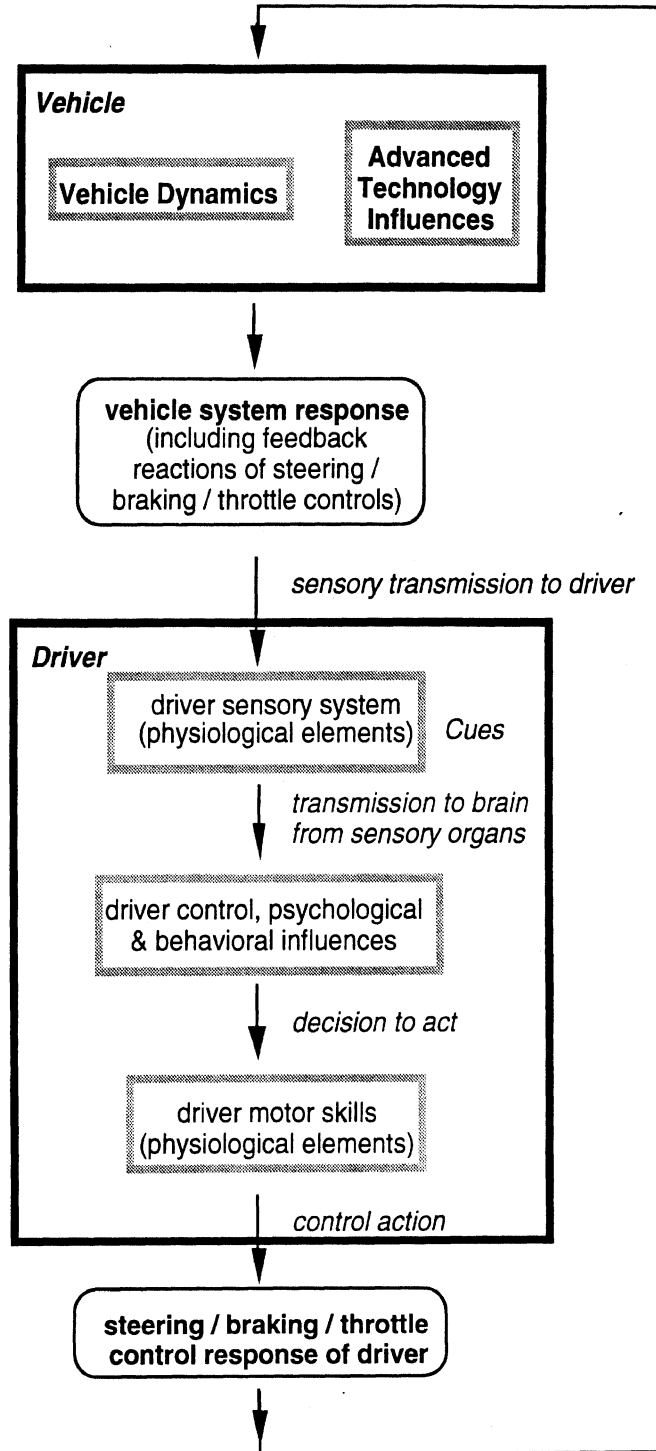 Vehicle
Vehicle Dynamics
Advanced
Technology
Influences
vehicle system response
(including feedback
reactions of steering /
braking / throttle controls)
sensory transmission to driver
Driver
driver sensory system
(physiological elements)
Cues
transmission to brain
from sensory organs
driver control, psychological
& behavioral influences
decision to act
driver motor skills
(physiological elements)
control action
steering / braking / throttle
control response of driver